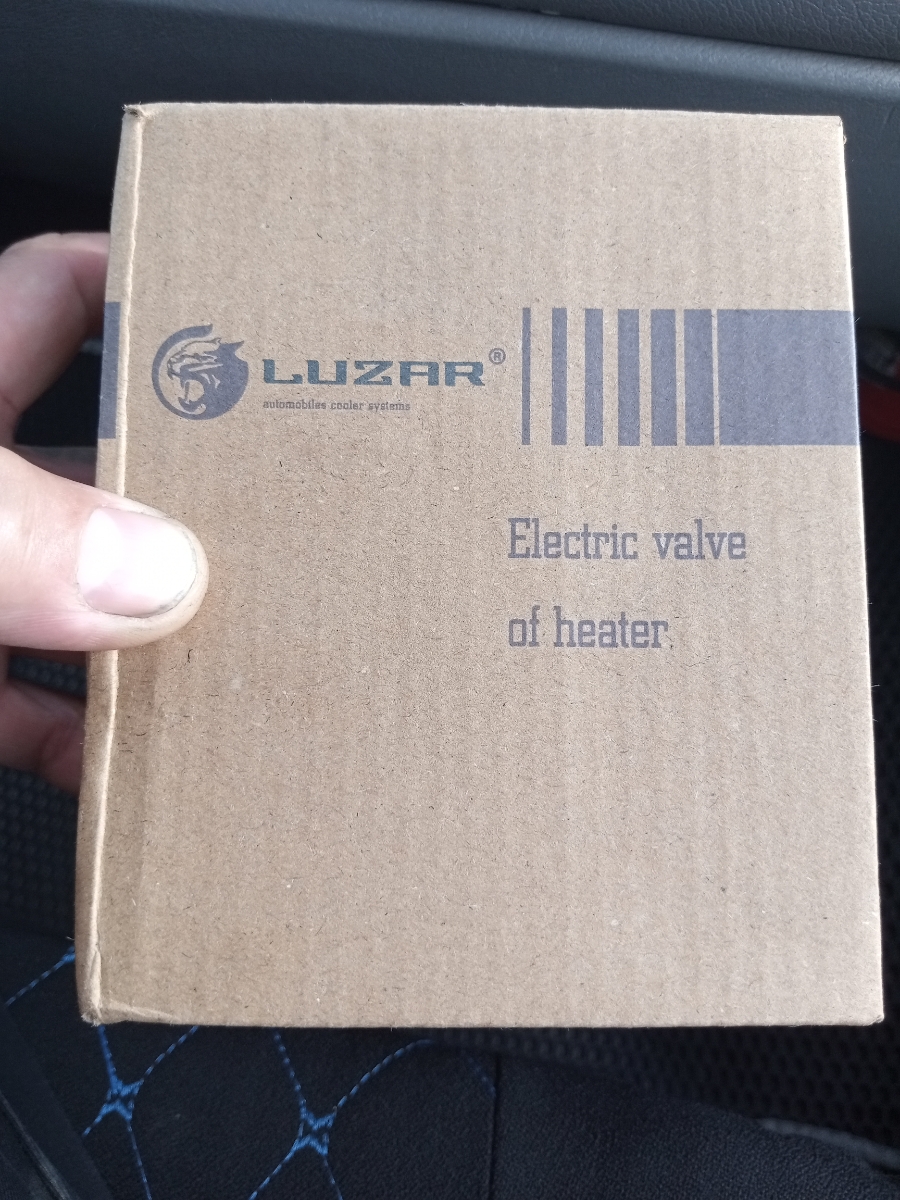 LUZAR®
automobiles cooler systems
Electric valve
of heater